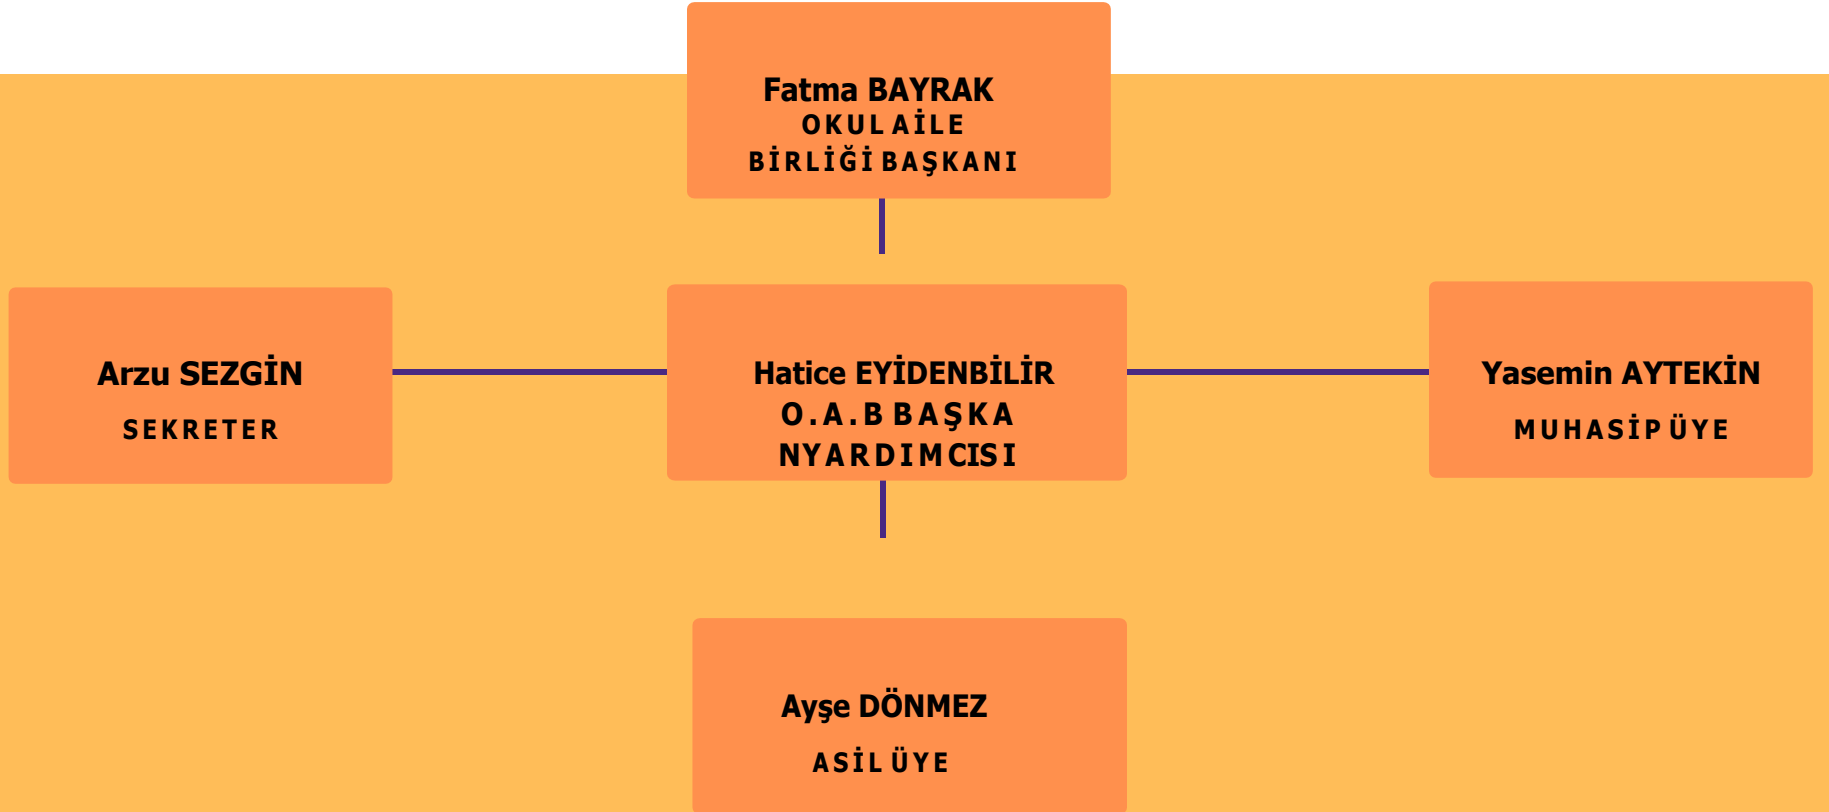 Fatma BAYRAK
OKUL AİLE
BİRLİĞİ BAŞKANI
Arzu SEZGİN
SEKRETER
Hatice EYİDENBİLİR
O.A.B BAŞKA
NYARDIMCISI
Yasemin AYTEKİN
MUHASİP ÜYE
Ayşe DÖNMEZ
ASİL ÜYE